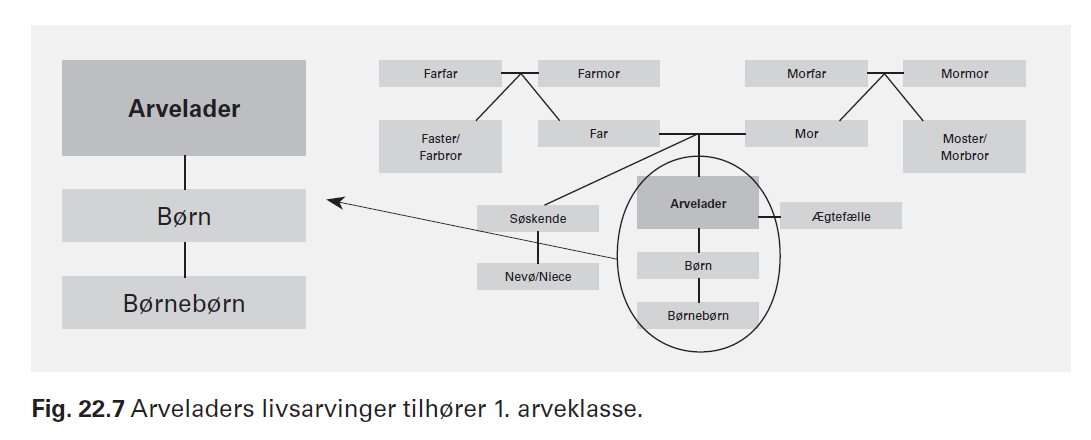 Arvelader
Børn
Børnebørn
Farfar
Farmor
Morfar
Mormor
Faster/
Farbror
Far
Mor
Moster/
Morbror
Arvelader
Søskende
Ægtefælle
Nevø/Niece
Børn
Børnebørn
Fig. 22.7 Arveladers livsarvinger tilhører 1. arveklasse.